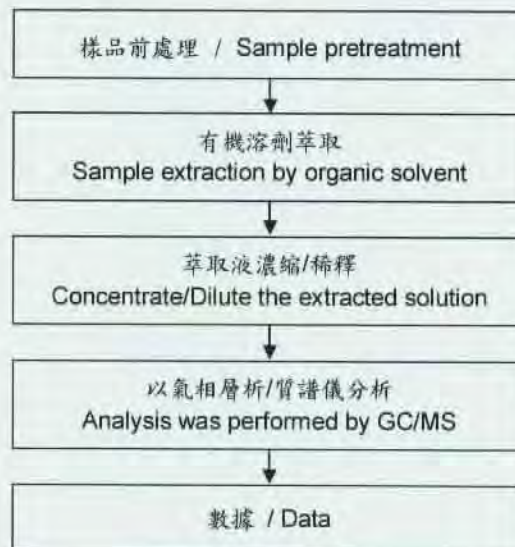 樣品前處理 / Sample pretreatment
有機溶劑萃取
Sample extraction by organic solvent
萃取液濃縮/稀釋
Concentrate/Dilute the extracted solution
以氣相層析/質譜儀分析
Analysis was performed by GC/MS
數據 / Data